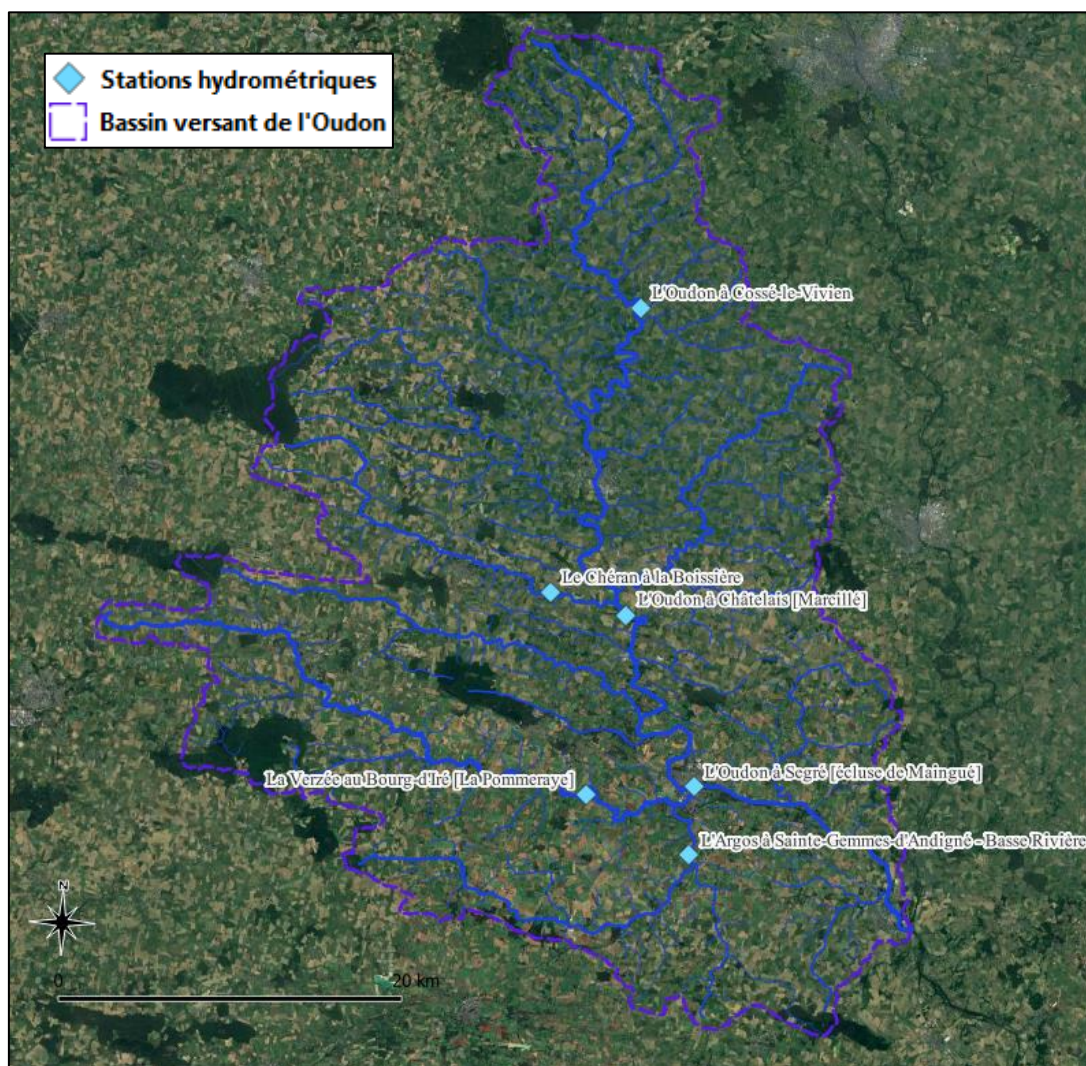 Stations hydrométriques
Bassin versant de l'Oudon
L'Oudon à Cossé-le-Vivien
Le Chéran à la Boissière
L'Oudon à Châtelais [Marcillé]
La Verzée au Bourg-d'Iré [La Pommeraye]
L'Oudon à Segré [écluse de Maingué]
L'Argos à Sainte-Gemmes-d'Andigné - Basse Rivière
N
0 20 km